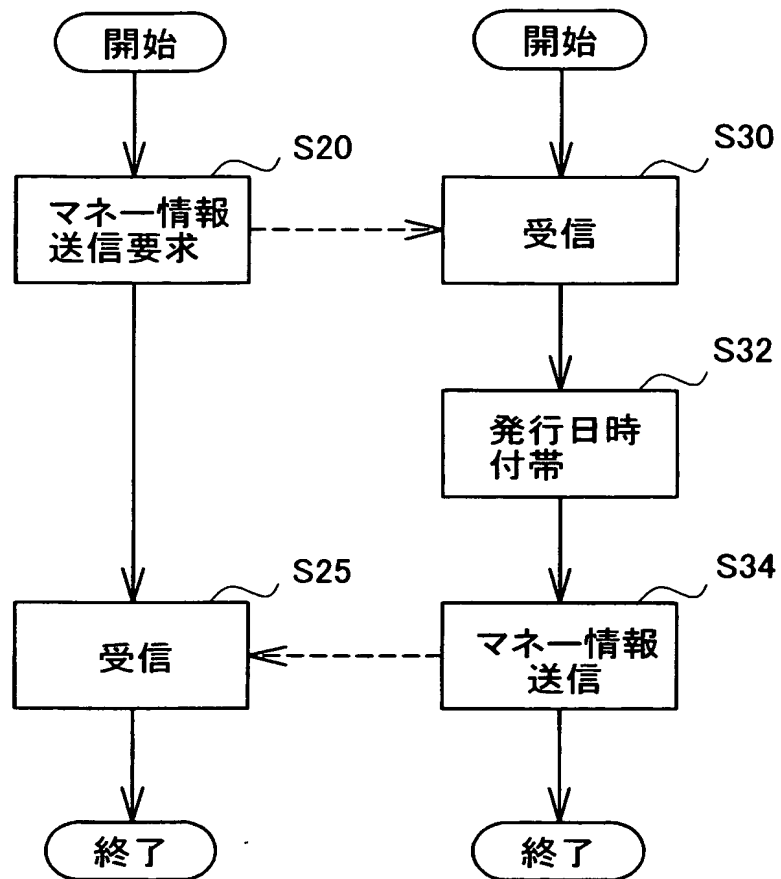 開始
開始
S20
マネー情報
送信要求
S30
受信
S32
発行日時
付帯
S25
受信
S34
マネー情報
送信
終了
終了